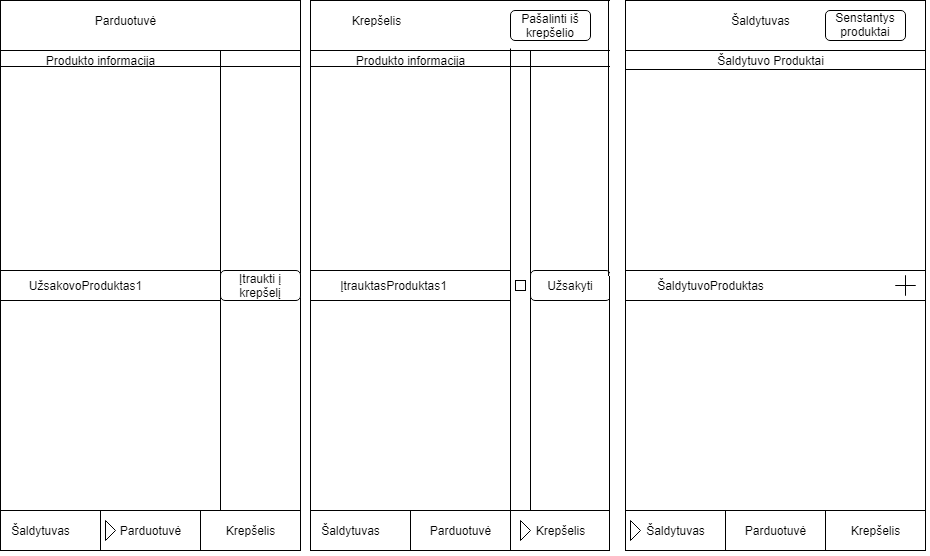 Parduotuvė
Produkto informacija
UžsakovoProduktas1
Įtraukti į
krepšelį
Šaldytuvas
Parduotuvė
Krepšelis
Krepšelis
Pašalinti iš
krepšelio
Produkto informacija
ĮtrauktasProduktas1
Užsakyti
Šaldytuvas
Parduotuvė
Krepšelis
Šaldytuvas
Senstantys
produktai
Šaldytuvo Produktai
ŠaldytuvoProduktas
Šaldytuvas
Parduotuvė
Krepšelis